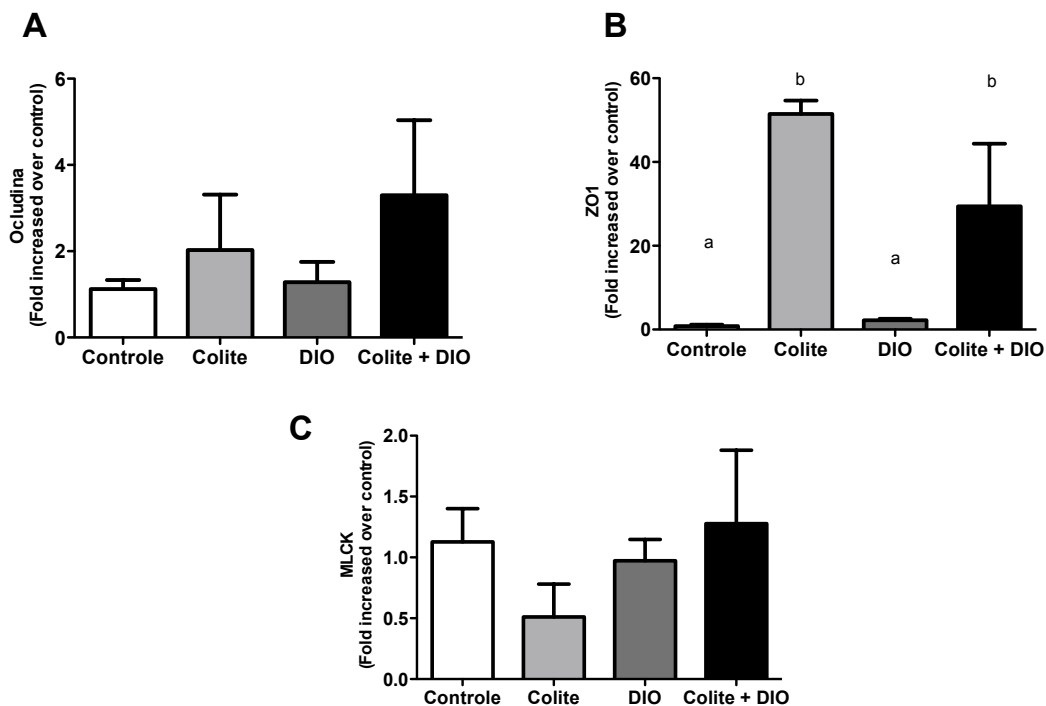 A
Ocludina
(Fold increased over control)
6
4
2
0
Controle Colite DIO Colite + DIO
B
ZO1
(Fold increased over control)
60
40
20
0
a
b
a
b
Controle Colite DIO Colite + DIO
C
MLCK
(Fold increased over control)
2.0
1.5
1.0
0.5
0.0
Controle Colite DIO Colite + DIO